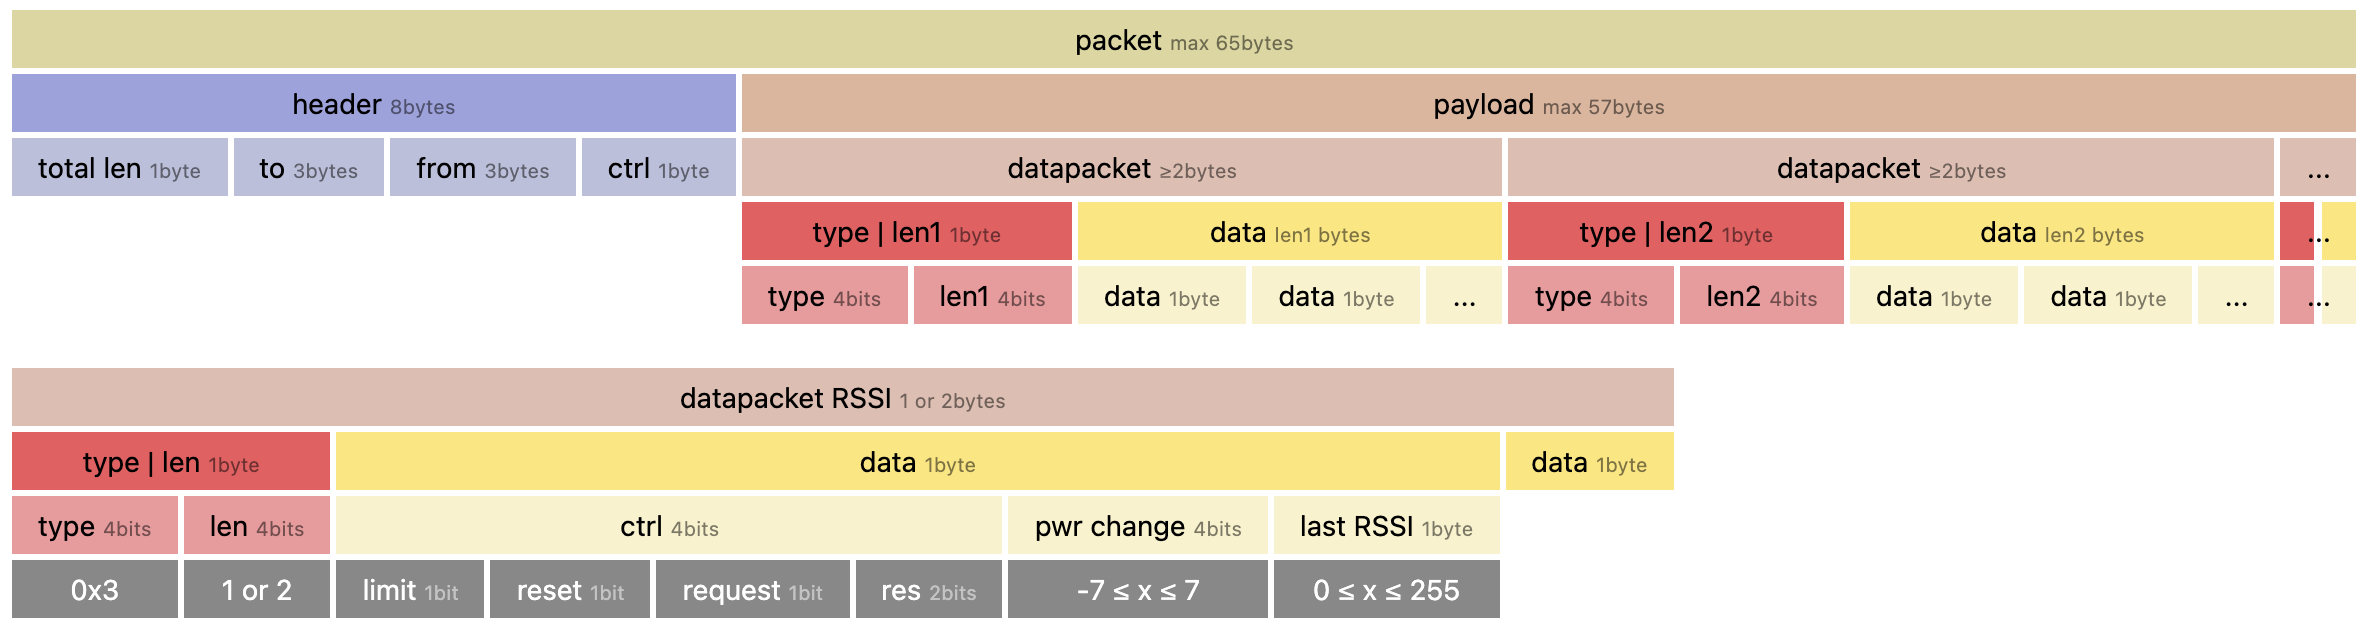 packet max 65bytes
header 8bytes payload max 57bytes
total len 1byte to 3bytes from 3bytes ctrl 1byte datapacket ≥2bytes datapacket ≥2bytes ...
type | len1 1byte data len1 bytes type | len2 1byte data len2 bytes ...
type 4bits len1 4bits data 1byte data 1byte ... type 4bits len2 4bits data 1byte data 1byte ... ...
datapacket RSSI 1 or 2bytes
type | len 1byte data 1byte data 1byte
type 4bits len 4bits ctrl 4bits pwr change 4bits last RSSI 1byte
0x3 1 or 2 limit 1bit reset 1bit request 1bit res 2bits -7 ≤ x ≤ 7 0 ≤ x ≤ 255